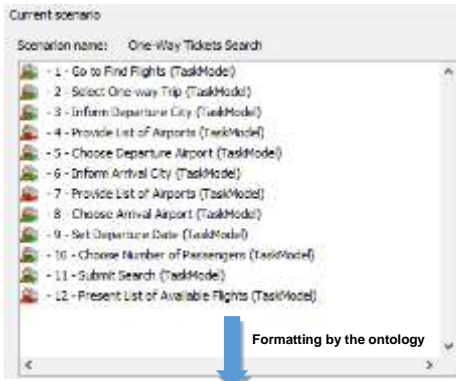 Current scenario
Scenarion name: One-Way Tickets Search
- 1 - Go to Find Flights (TaskModel)
- 2 - Select One-way Trip (TaskModel)
- 3 - Inform Departure City (TaskModel)
- 4 - Provide List of Airports (TaskModel)
- 5 - Choose Departure Airport (TaskModel)
- 6 - Inform Arrival City (TaskModel)
- 7 - Provide List of Airports (TaskModel)
- 8 - Choose Arrival Airport (TaskModel)
- 9 - Set Departure Date (TaskModel)
- 10 - Choose Number of Passengers (TaskModel)
- 11 - Submit Search (TaskModel)
- 12 - Present List of Available Flights (TaskModel)
Formatting by the ontology